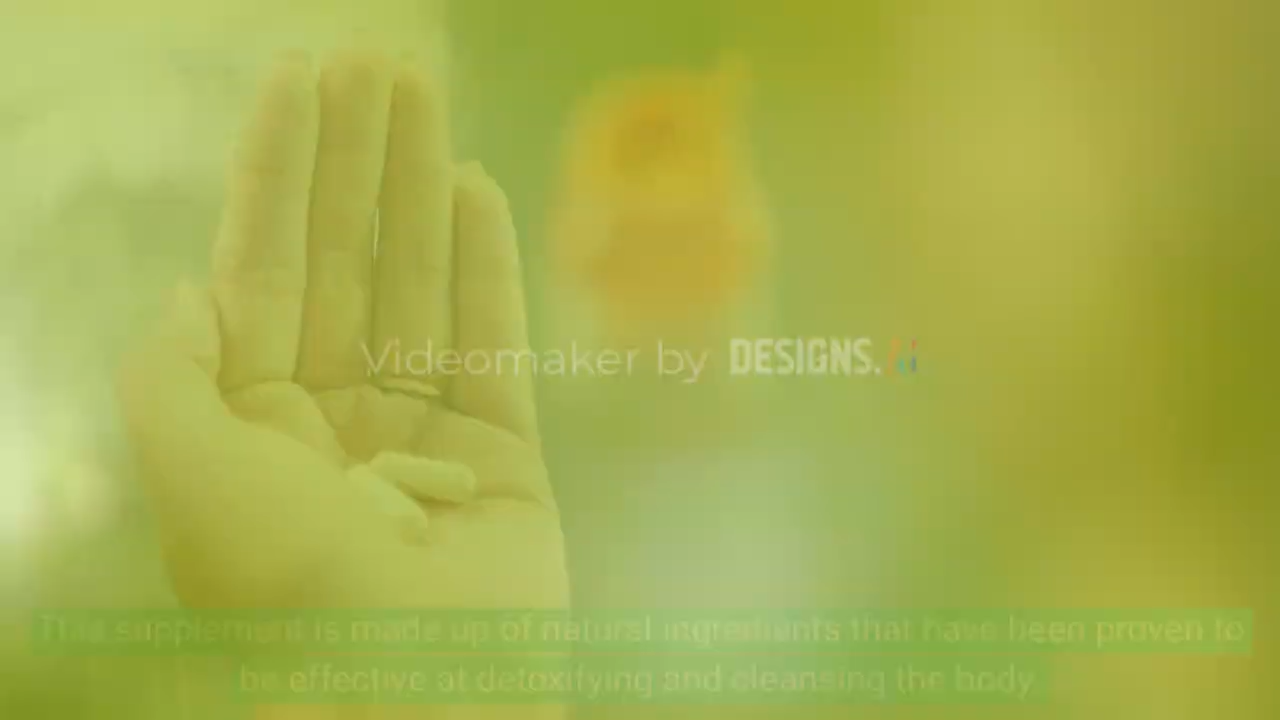 Videomaker by DESIGNS.Ai
This supplement is made up of natural ingredients that have been proven to
be effective at detoxifying and cleansing the body.